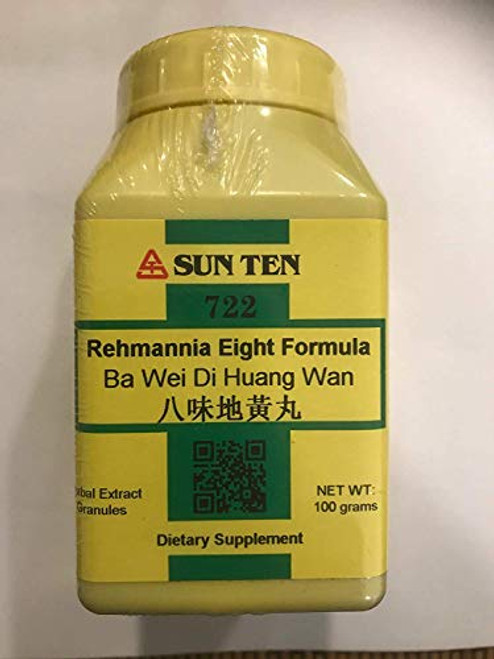 SUN TEN
722
Rehmannia Eight Formula
Ba Wei Di Huang Wan
八味地黃丸
Extract
Granules
NET WT:
100 grams
Dietary Supplement